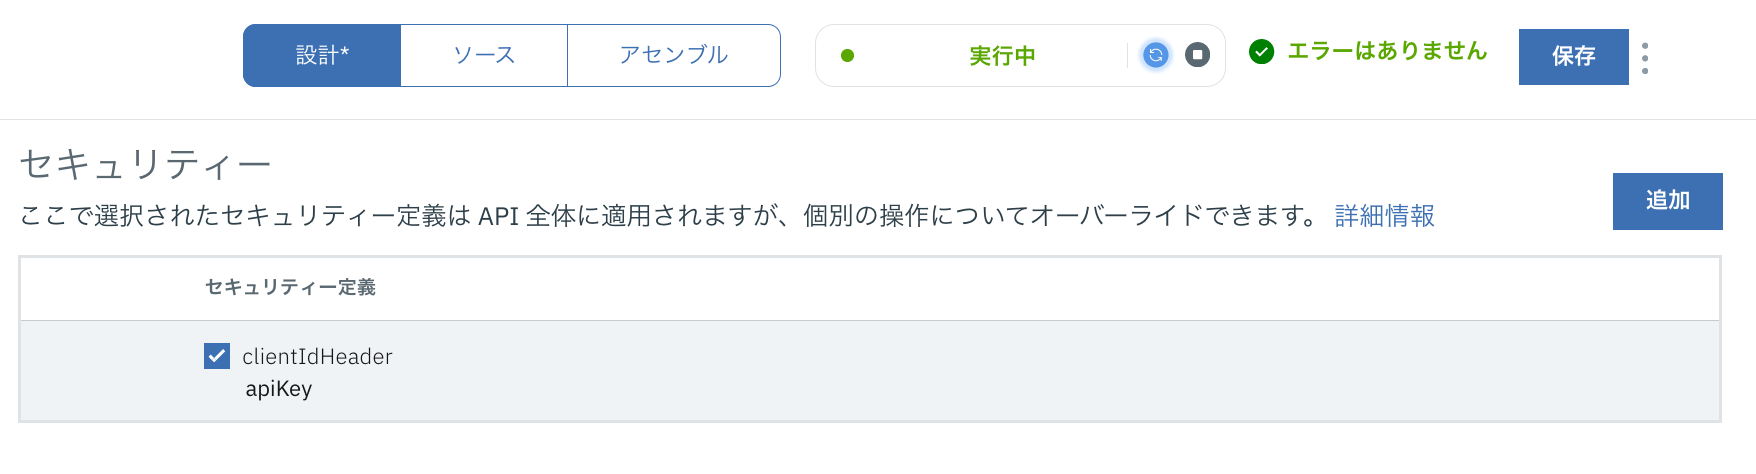 設計* ソース アセンブル 実行中 エラーはありません 保存
セキュリティー
ここで選択されたセキュリティー定義は API 全体に適用されますが、個別の操作についてオーバーライドできます。 詳細情報
追加
セキュリティー定義
clientIdHeader
apiKey